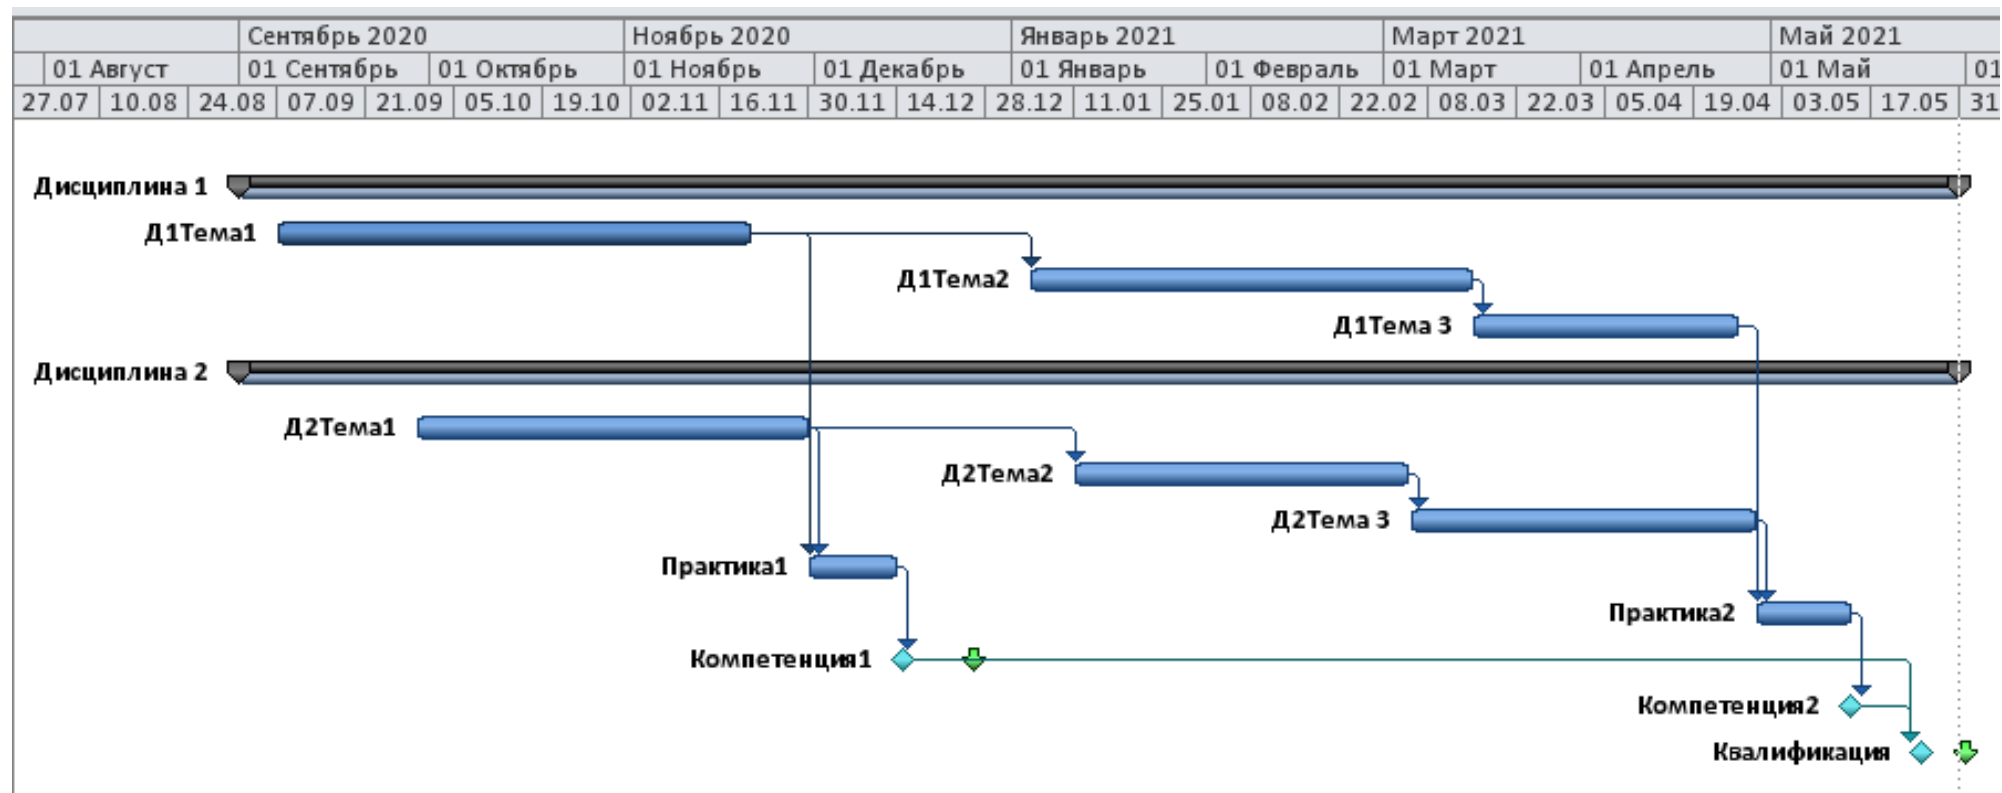 Сентябрь 2020 Ноябрь 2020 Январь 2021 Март 2021 Май 2021
01 Август 01 Сентябрь 01 Октябрь 01 Ноябрь 01 Декабрь 01 Январь 01 Февраль 01 Март 01 Апрель 01 Май 01
27.07 10.08 24.08 07.09 21.09 05.10 19.10 02.11 16.11 30.11 14.12 28.12 11.01 25.01 08.02 22.02 08.03 22.03 05.04 19.04 03.05 17.05 31
Дисциплина 1
Д1Тема1
Д1Тема2
Д1Тема 3
Дисциплина 2
Д2Тема1
Д2Тема2
Д2Тема 3
Практика1
Практика2
Компетенция1
Компетенция2
Квалификация